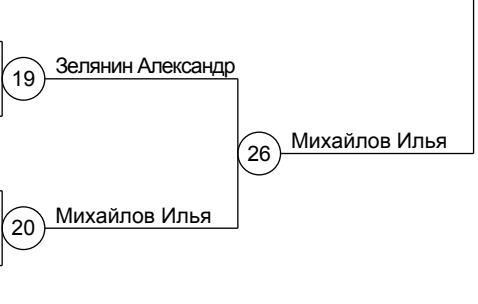 19 Зелянин Александр
26 Михайлов Илья
20 Михайлов Илья